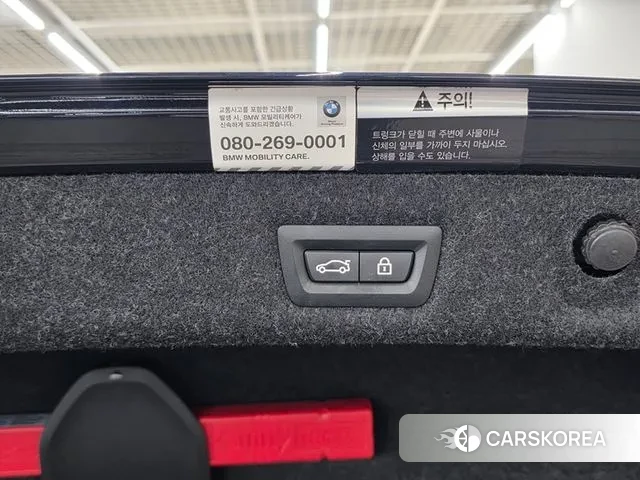 교통사고를 포함한 긴급상황
발생 시, BMW 모빌리티케어가
신속하게 도와드리겠습니다.
080-269-0001
BMW MOBILITY CARE.
주의!
트렁크가 닫힐 때 주변에 사물이나
신체의 일부를 가까이 두지 마십시오.
상해를 입을 수도 있습니다.
CARSKOREA